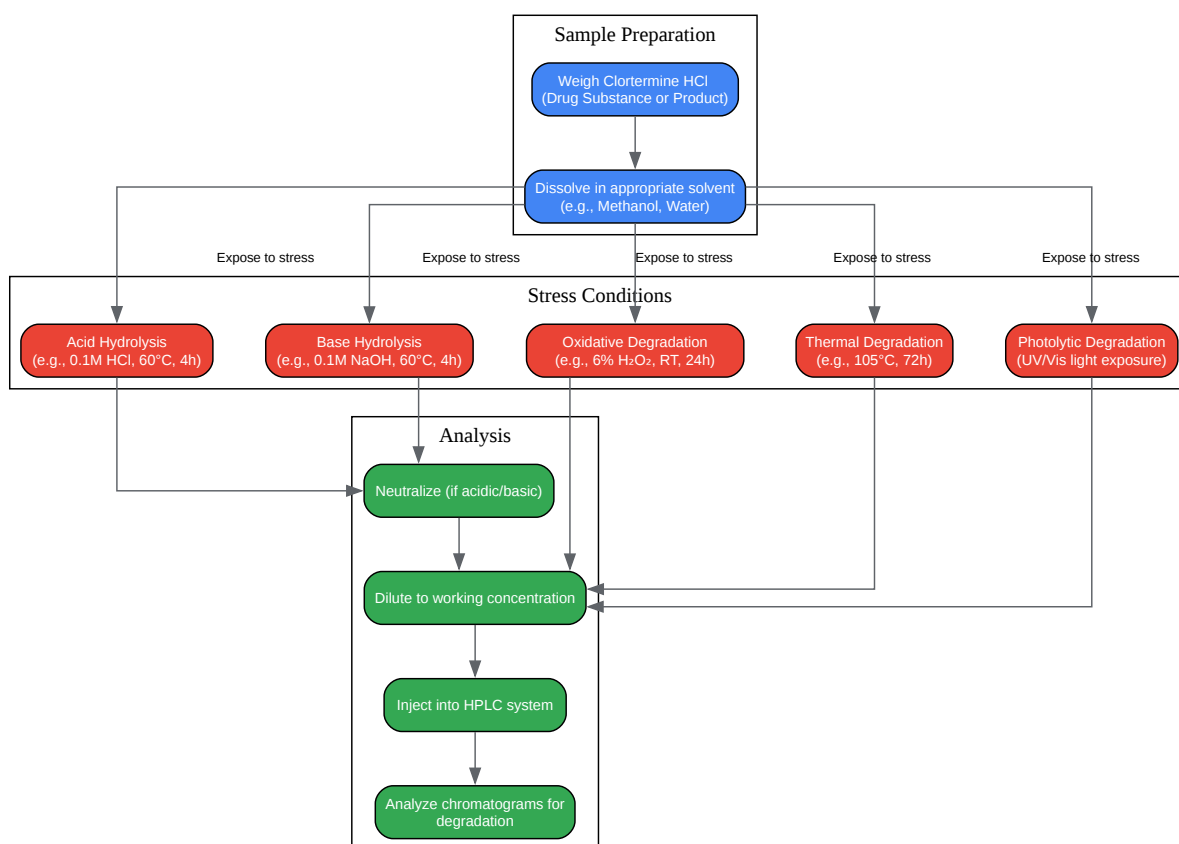 Sample Preparation
Weigh Clortermine HCl
(Drug Substance or Product)
Dissolve in appropriate solvent
(e.g., Methanol, Water)
Expose to stress
Expose to stress
Expose to stress
Expose to stress
Expose to stress
Stress Conditions
Acid Hydrolysis
(e.g., 0.1M HCl, 60°C, 4h)
Base Hydrolysis
(e.g., 0.1M NaOH, 60°C, 4h)
Oxidative Degradation
(e.g., 6% H₂O₂, RT, 24h)
Thermal Degradation
(e.g., 105°C, 72h)
Photolytic Degradation
(UV/Vis light exposure)
Analysis
Neutralize (if acidic/basic)
Dilute to working concentration
Inject into HPLC system
Analyze chromatograms for
degradation